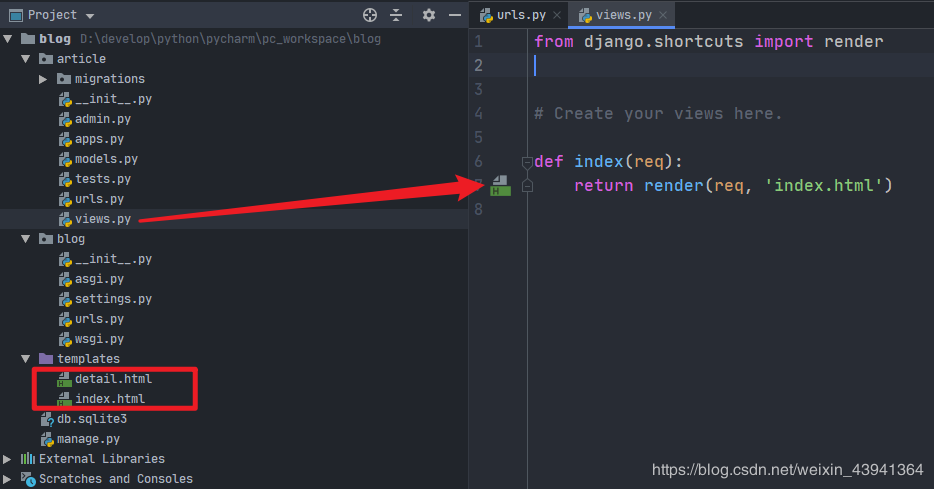 Project
blog D:\develop\python\pycharm\pc_workspace\blog
article
migrations
__init__.py
admin.py
apps.py
models.py
tests.py
urls.py
views.py
blog
__init__.py
asgi.py
settings.py
urls.py
wsgi.py
templates
detail.html
index.html
db.sqlite3
manage.py
External Libraries
Scratches and Consoles
urls.py views.py
1 from django.shortcuts import render
2
3
4 # Create your views here.
5
6 def index(req):
return render(req, 'index.html')
8
https://blog.csdn.net/weixin_43941364